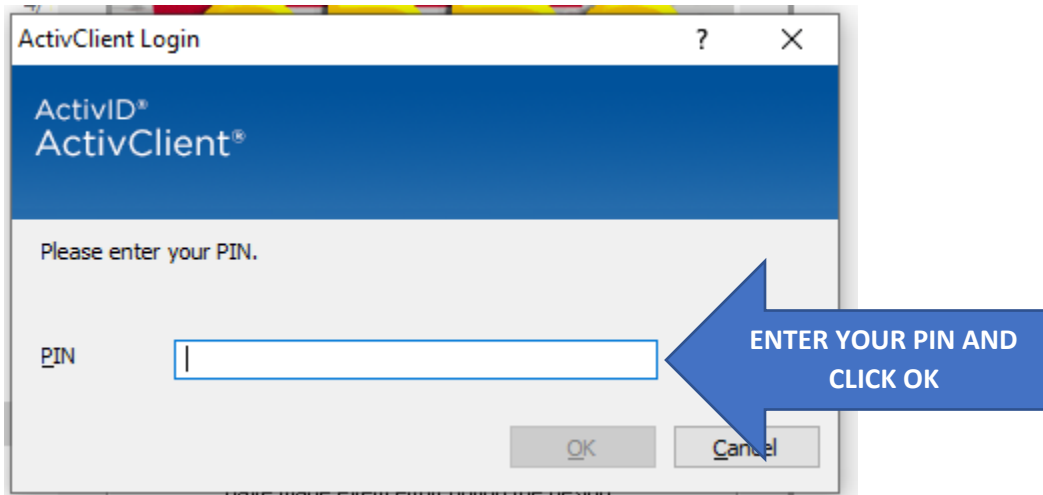 ActivClient Login
ActivID®
ActivClient®
Please enter your PIN.
PIN
ENTER YOUR PIN AND
CLICK OK
OK
Cancel